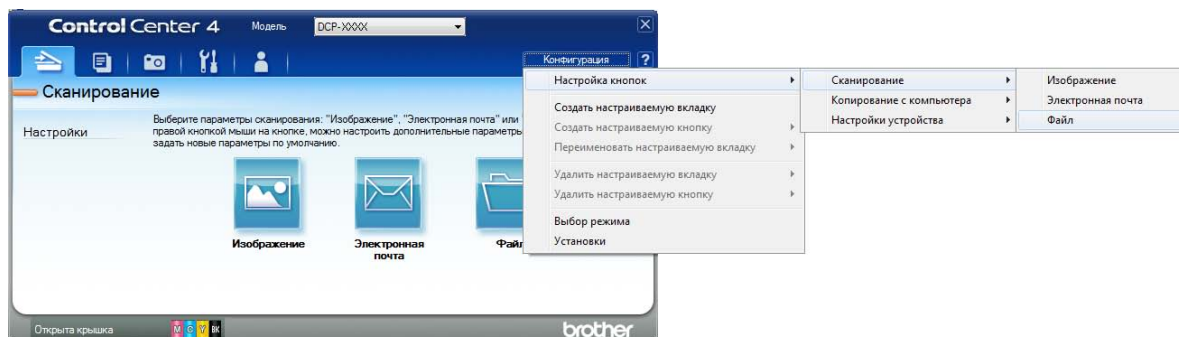 Control Center 4 Модель DCP-XXXX
Конфигурация ?
Сканирование
Настройки
Выберите параметры сканирования: "Изображение", "Электронная почта" или
правой кнопкой мыши на кнопке, можно настроить дополнительные параметры
задать новые параметры по умолчанию.
Изображение
Электронная
почта
Файл
Настройка кнопок
Создать настраиваемую вкладку
Создать настраиваемую кнопку
Переименовать настраиваемую вкладку
Удалить настраиваемую вкладку
Удалить настраиваемую кнопку
Выбор режима
Установки
Сканирование
Копирование с компьютера
Настройки устройства
Изображение
Электронная почта
Файл
Открыта крышка M C Y BK
brother